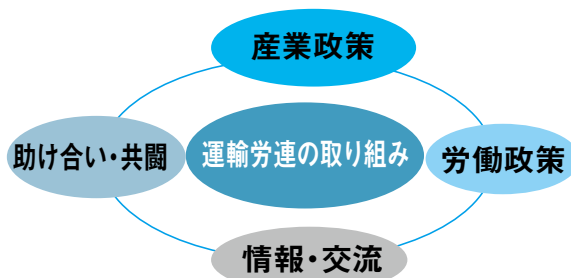 産業政策
助け合い・共闘
運輸労連の取り組み
労働政策
情報・交流